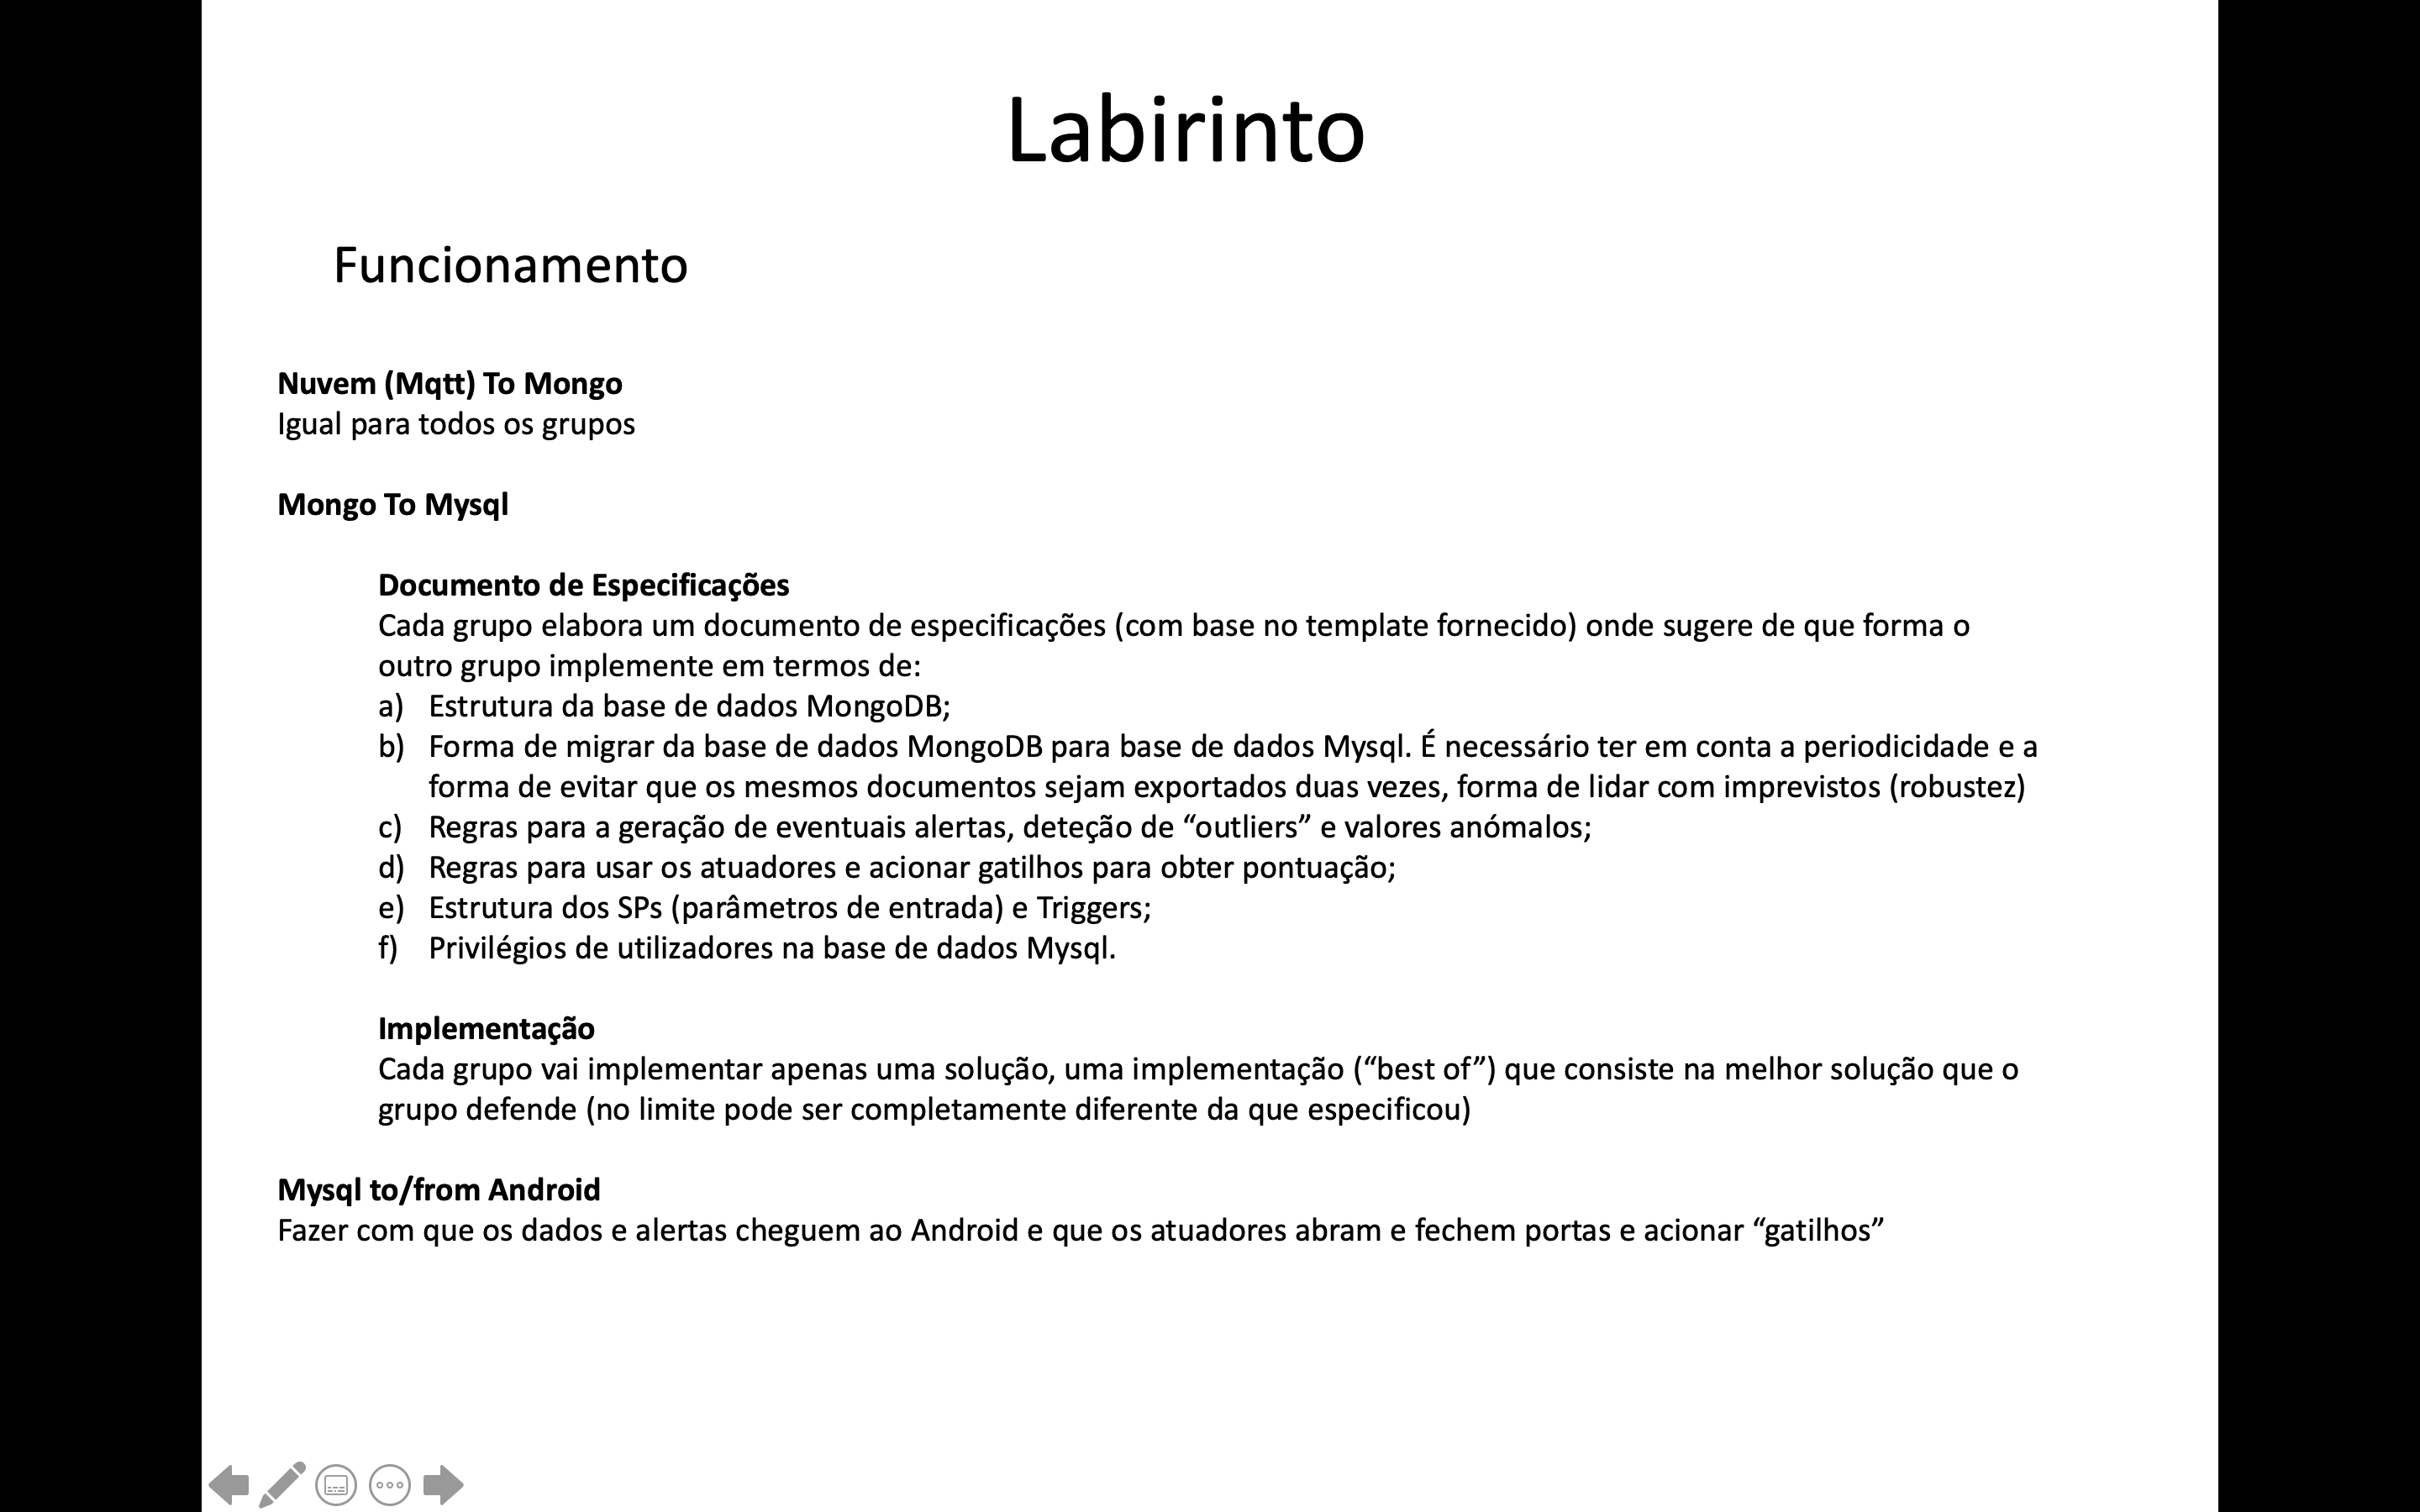 Labirinto
Funcionamento
Nuvem (Mqtt) To Mongo
Igual para todos os grupos
Mongo To Mysql
Documento de Especificações
Cada grupo elabora um documento de especificações (com base no template fornecido) onde sugere de que forma o
outro grupo implemente em termos de:
a) Estrutura da base de dados MongoDB;
b) Forma de migrar da base de dados MongoDB para base de dados Mysql. É necessário ter em conta a periodicidade e a
forma de evitar que os mesmos documentos sejam exportados duas vezes, forma de lidar com imprevistos (robustez)
c) Regras para a geração de eventuais alertas, deteção de “outliers” e valores anómalos;
d) Regras para usar os atuadores e acionar gatilhos para obter pontuação;
e) Estrutura dos SPs (parâmetros de entrada) e Triggers;
f) Privilégios de utilizadores na base de dados Mysql.
Implementação
Cada grupo vai implementar apenas uma solução, uma implementação (“best of”) que consiste na melhor solução que o
grupo defende (no limite pode ser completamente diferente da que especificou)
Mysql to/from Android
Fazer com que os dados e alertas cheguem ao Android e que os atuadores abram e fechem portas e acionar “gatilhos”